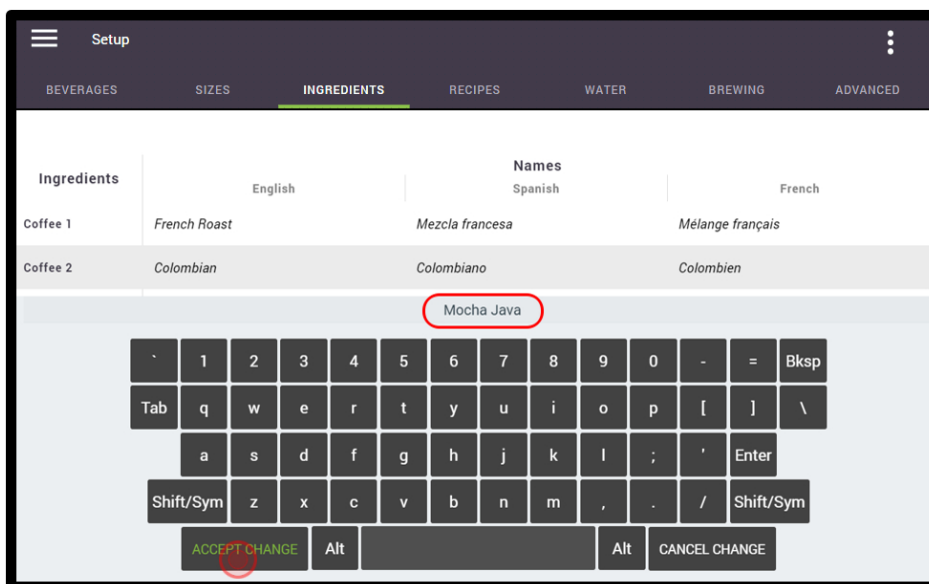 Setup
BEVERAGES SIZES INGREDIENTS RECIPES WATER BREWING ADVANCED
Ingredients Names
English Spanish French
Coffee 1 French Roast Mezcla francesa Mélange français
Coffee 2 Colombian Colombiano Colombien
Mocha Java
` 1 2 3 4 5 6 7 8 9 0 - = Bksp
Tab q w e r t y u i o p [ ] \
a s d f g h j k l ; ' Enter
Shift/Sym z x c v b n m , . / Shift/Sym
ACCEPT CHANGE Alt Alt CANCEL CHANGE